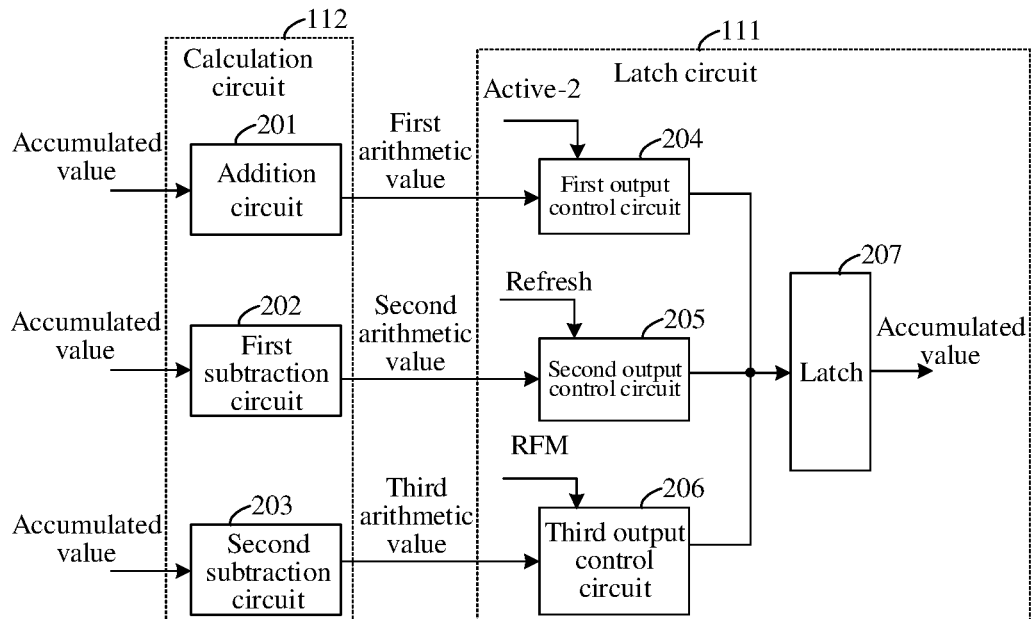 112
Calculation
circuit
111
Latch circuit
Active-2
Accumulated
value
201
Addition
circuit
First
arithmetic
value
204
First output
control circuit
207
Refresh
Accumulated
value
202
First
subtraction
circuit
Second
arithmetic
value
205
Second output
control circuit
Latch
Accumulated
value
RFM
Accumulated
value
203
Second
subtraction
circuit
Third
arithmetic
value
206
Third output
control
circuit